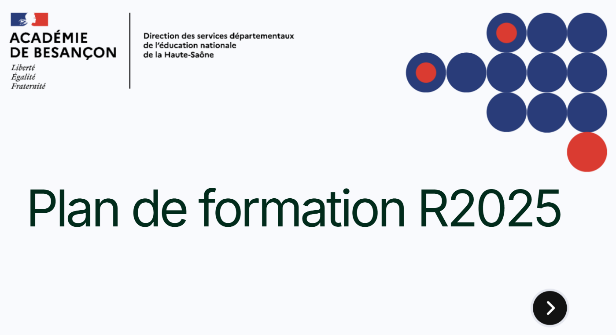 ACADÉMIE
DE BESANÇON
Liberté
Égalité
Fraternité
Direction des services départementaux
de l'éducation nationale
de la Haute-Saône
Plan de formation R2025